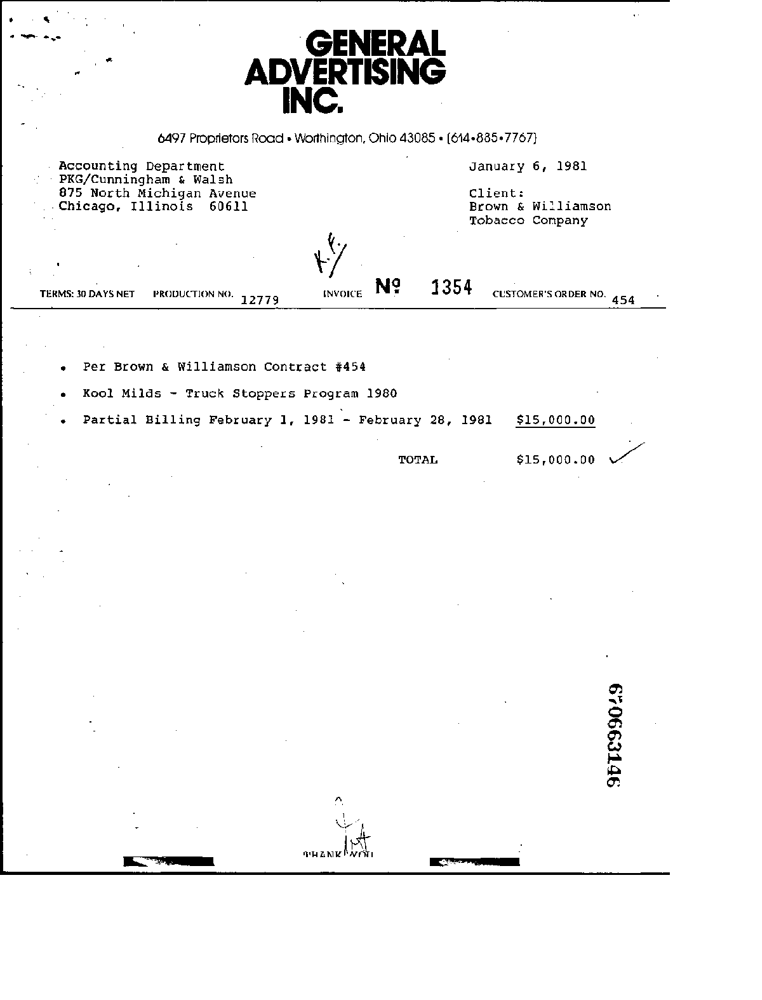 GENERAL
ADVERTISING
INC.
6497 Proprietors Road • Worthington, Ohio 43085 • (614•885•7767)
Accounting Department
PKG/Cunningham & Walsh
875 North Michigan Avenue
Chicago, Illinois 60611
January 6, 1981
Client:
Brown & Williamson
Tobacco Company
TERMS: 30 DAYS NET PRODUCTION NO. 12779 INVOICE Nº 1354 CUSTOMER'S ORDER NO. 454
• Per Brown & Williamson Contract #454
• Kool Milds - Truck Stoppers Program 1980
• Partial Billing February 1, 1981 - February 28, 1981 $15,000.00
TOTAL $15,000.00
670663146
THANK YOU